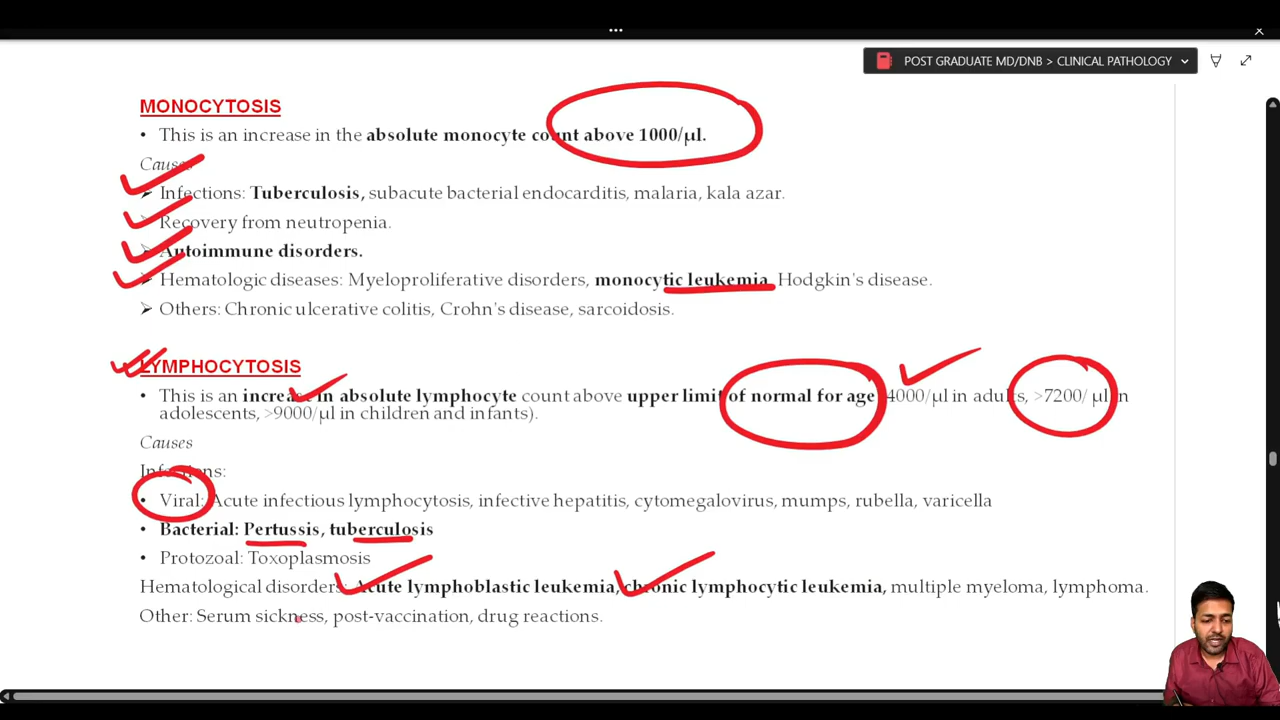 POST GRADUATE MD/DNB > CLINICAL PATHOLOGY
MONOCYTOSIS
• This is an increase in the absolute monocyte count above 1000/µl.
Causes
➢ Infections: Tuberculosis, subacute bacterial endocarditis, malaria, kala azar.
➢ Recovery from neutropenia.
➢ Autoimmune disorders.
➢ Hematologic diseases: Myeloproliferative disorders, monocytic leukemia, Hodgkin's disease.
➢ Others: Chronic ulcerative colitis, Crohn's disease, sarcoidosis.
LYMPHOCYTOSIS
• This is an increase in absolute lymphocyte count above upper limit of normal for age 4000/µl in adults, >7200/ µl in
adolescents, >9000/µl in children and infants).
Causes
Infections:
• Viral: Acute infectious lymphocytosis, infective hepatitis, cytomegalovirus, mumps, rubella, varicella
• Bacterial: Pertussis, tuberculosis
• Protozoal: Toxoplasmosis
Hematological disorders: Acute lymphoblastic leukemia, chronic lymphocytic leukemia, multiple myeloma, lymphoma.
Other: Serum sickness, post-vaccination, drug reactions.